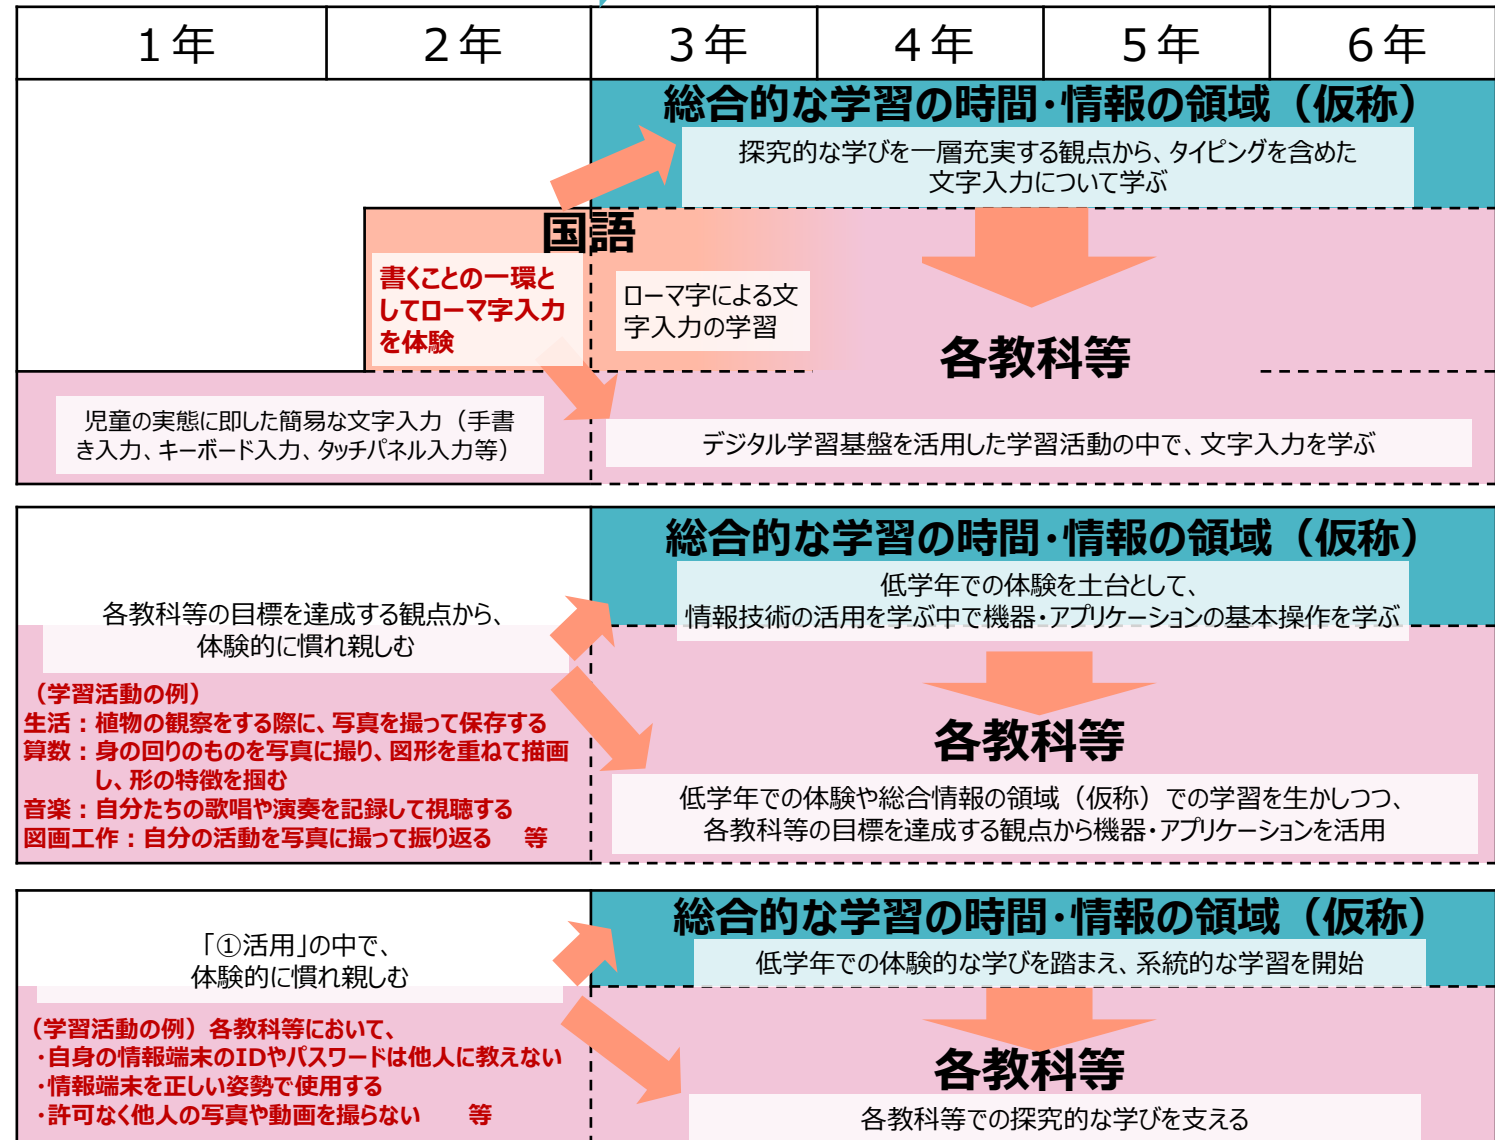 1年
2年
3年
4年
5年
6年
総合的な学習の時間・情報の領域（仮称）
探究的な学びを一層充実する観点から、タイピングを含めた
文字入力について学ぶ
国語
書くことの一環と
してローマ字入力
を体験
ローマ字による文
字入力の学習
各教科等
児童の実態に即した簡易な文字入力（手書
き入力、キーボード入力、タッチパネル入力等）
デジタル学習基盤を活用した学習活動の中で、文字入力を学ぶ
総合的な学習の時間・情報の領域（仮称）
低学年での体験を土台として、
情報技術の活用を学ぶ中で機器・アプリケーションの基本操作を学ぶ
各教科等の目標を達成する観点から、
体験的に慣れ親しむ
（学習活動の例）
生活：植物の観察をする際に、写真を撮って保存する
算数：身の回りのものを写真に撮り、図形を重ねて描画
し、形の特徴を掴む
音楽：自分たちの歌唱や演奏を記録して視聴する
図画工作：自分の活動を写真に撮って振り返る　等
各教科等
低学年での体験や総合情報の領域（仮称）での学習を生かしつつ、
各教科等の目標を達成する観点から機器・アプリケーションを活用
総合的な学習の時間・情報の領域（仮称）
低学年での体験的な学びを踏まえ、系統的な学習を開始
「①活用」の中で、
体験的に慣れ親しむ
（学習活動の例）各教科等において、
・自身の情報端末のIDやパスワードは他人に教えない
・情報端末を正しい姿勢で使用する
・許可なく他人の写真や動画を撮らない　等
各教科等
各教科等での探究的な学びを支える